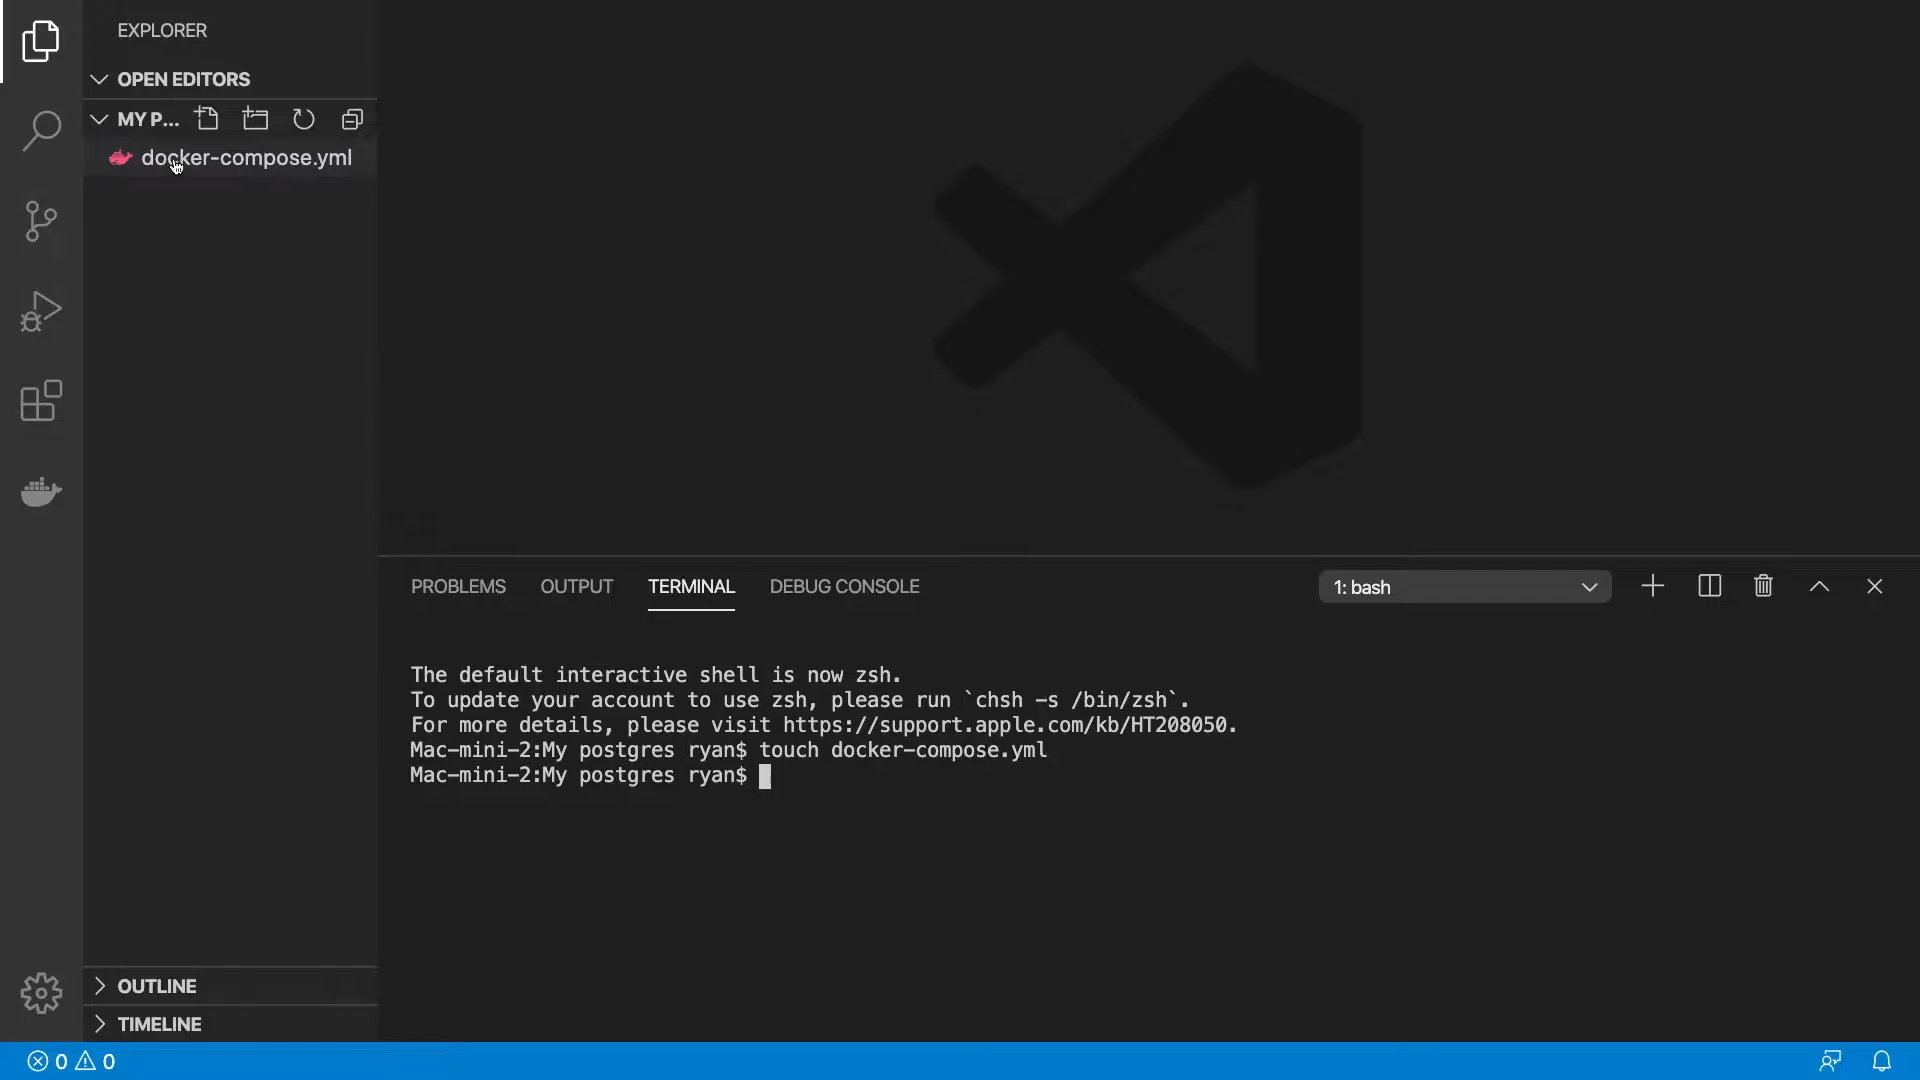 EXPLORER
OPEN EDITORS
MY P...
docker-compose.yml
PROBLEMS OUTPUT TERMINAL DEBUG CONSOLE 1: bash
The default interactive shell is now zsh.
To update your account to use zsh, please run `chsh -s /bin/zsh`.
For more details, please visit https://support.apple.com/kb/HT208050.
Mac-mini-2:My postgres ryan$ touch docker-compose.yml
Mac-mini-2:My postgres ryan$
OUTLINE
TIMELINE
0 0